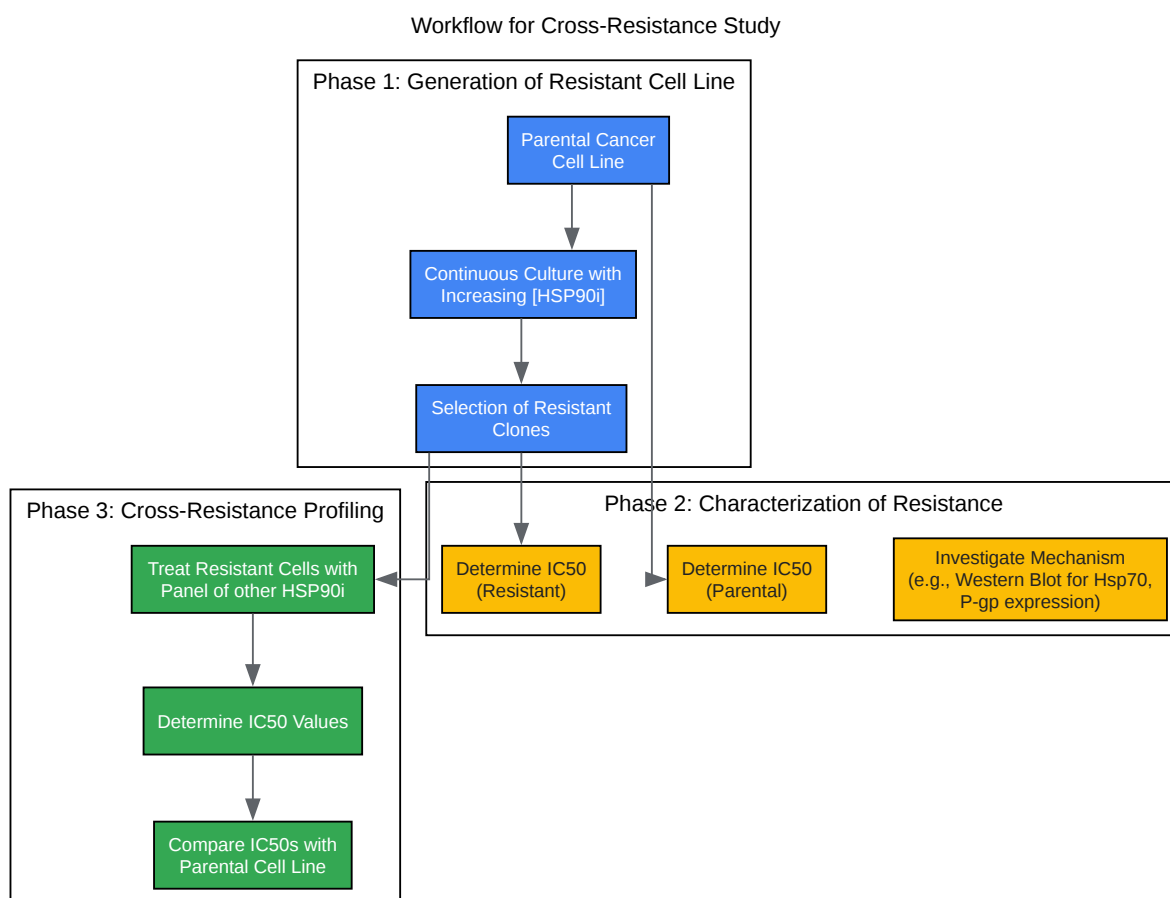 Workflow for Cross-Resistance Study
Phase 1: Generation of Resistant Cell Line
Parental Cancer
Cell Line
Continuous Culture with
Increasing [HSP90i]
Selection of Resistant
Clones
Phase 2: Characterization of Resistance
Determine IC50
(Resistant)
Determine IC50
(Parental)
Investigate Mechanism
(e.g., Western Blot for Hsp70,
P-gp expression)
Phase 3: Cross-Resistance Profiling
Treat Resistant Cells with
Panel of other HSP90i
Determine IC50 Values
Compare IC50s with
Parental Cell Line